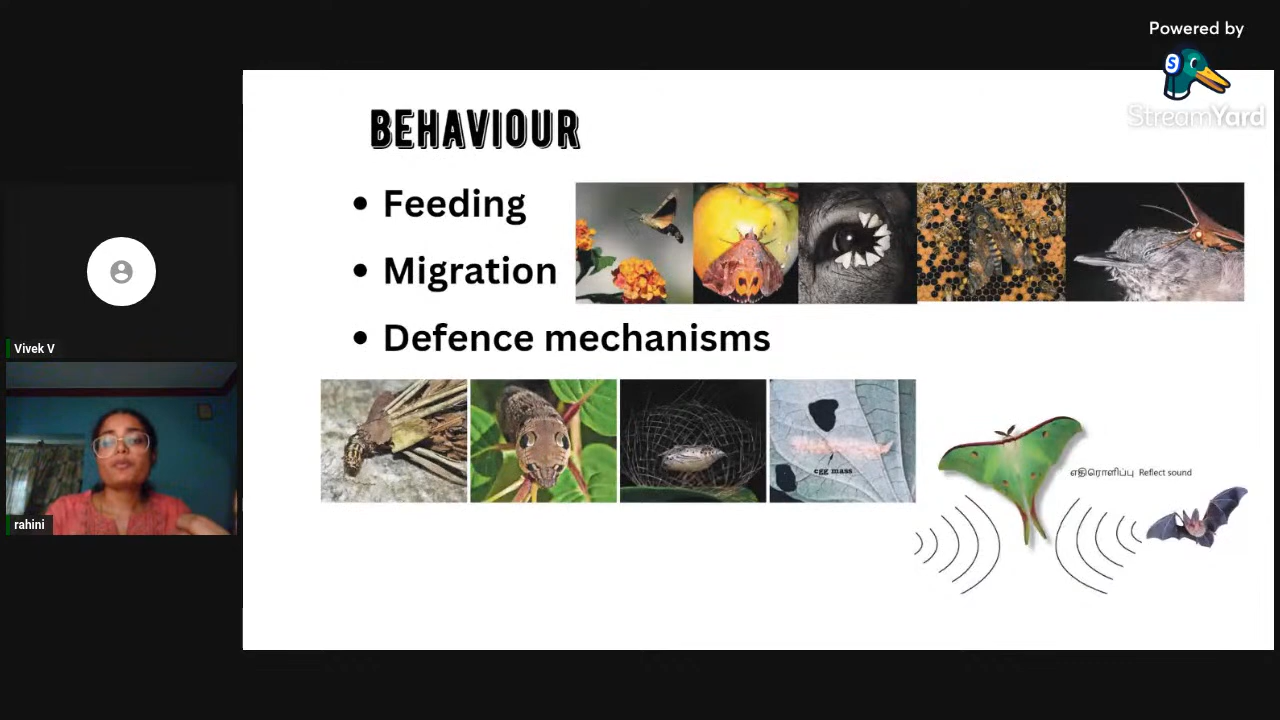 Powered by
StreamYard
BEHAVIOUR
• Feeding
• Migration
• Defence mechanisms
egg mass
எதிரொளிப்பு Reflect sound
Vivek V
rahini